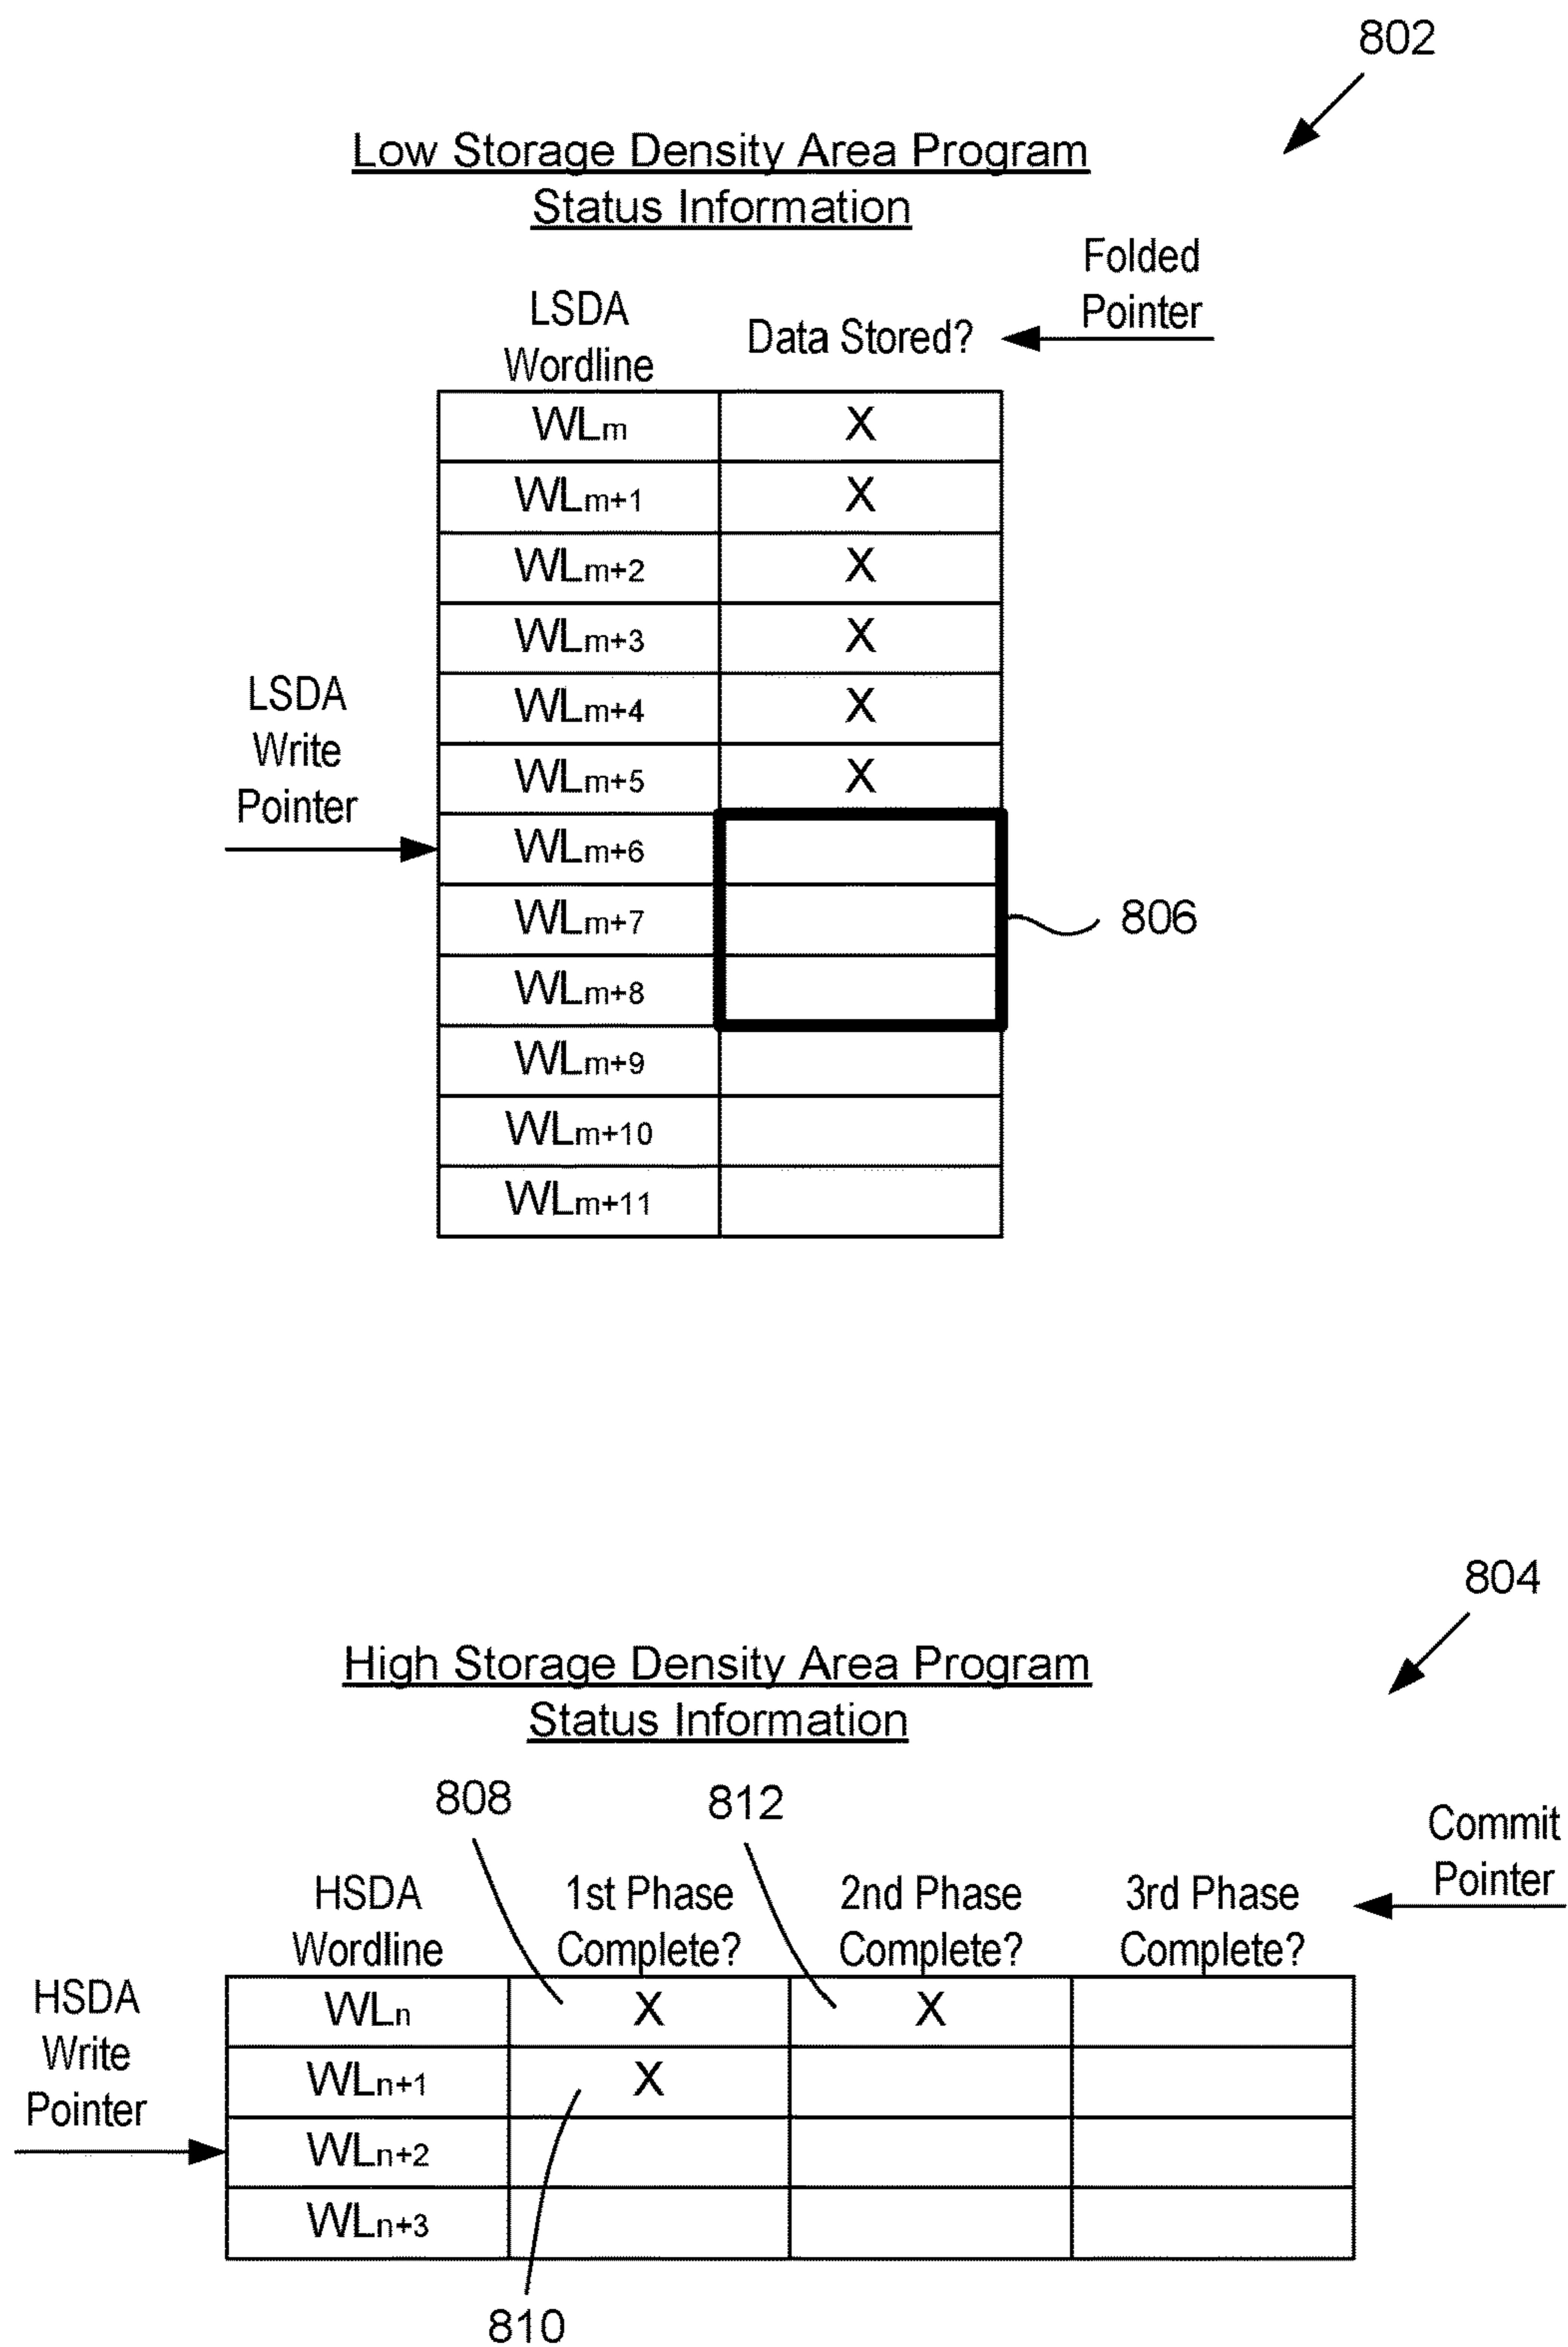 802
Low Storage Density Area Program
Status Information
Folded
Pointer
LSDA
Wordline
Data Stored?
WLm X
WLm+1 X
WLm+2 X
WLm+3 X
WLm+4 X
WLm+5 X
LSDA
Write
Pointer
WLm+6
WLm+7
806
WLm+8
WLm+9
WLm+10
WLm+11
804
High Storage Density Area Program
Status Information
808
812
Commit
Pointer
HSDA
Wordline
1st Phase
Complete?
2nd Phase
Complete?
3rd Phase
Complete?
HSDA
Write
Pointer
WLn X X
WLn+1 X
WLn+2
WLn+3
810